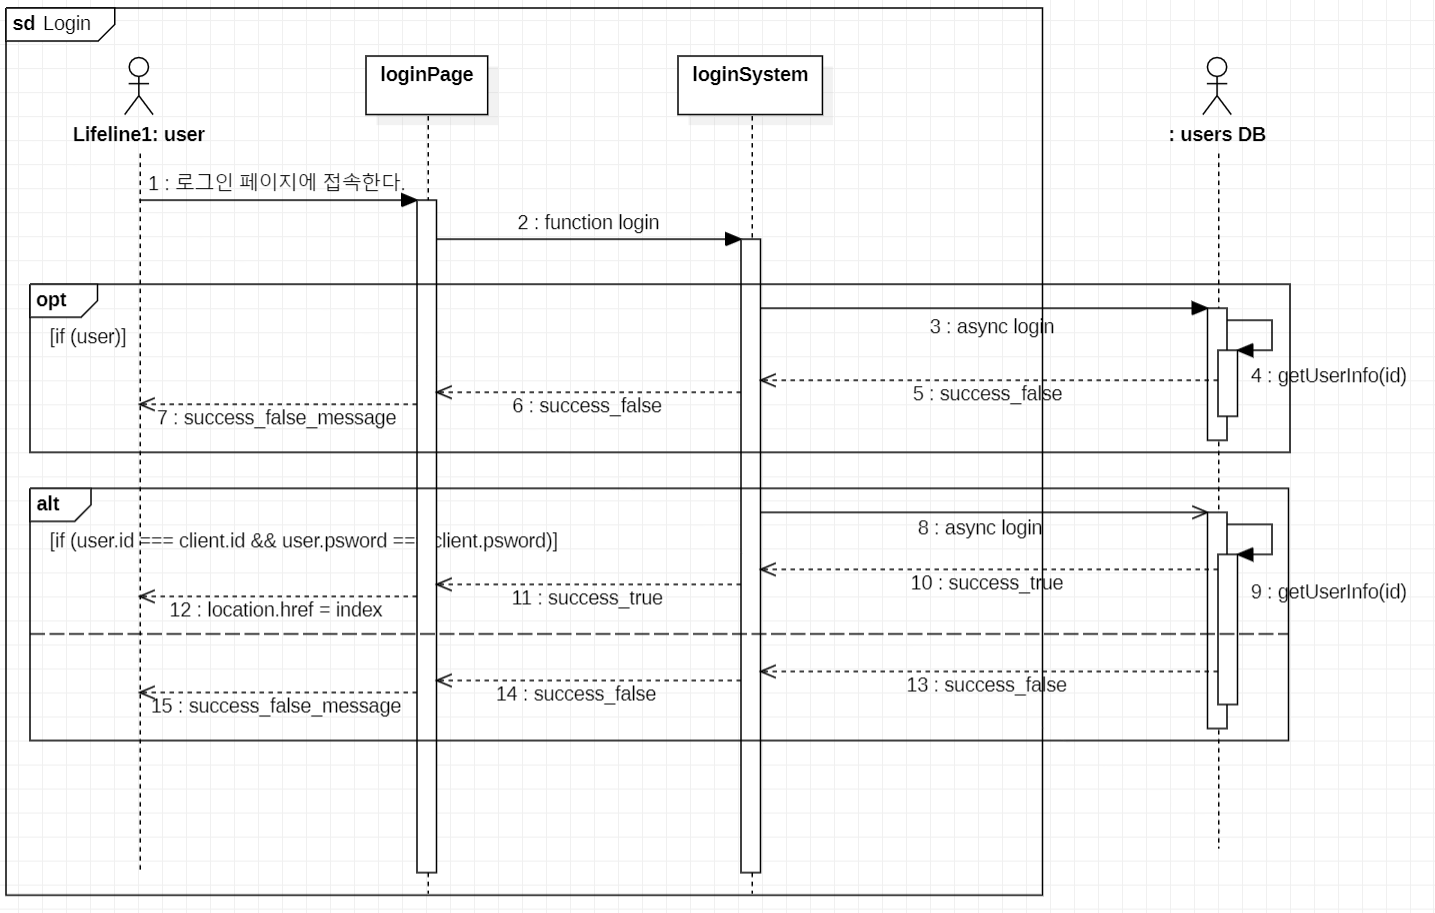 sd Login
loginPage
loginSystem
Lifeline1: user
: users DB
1 : 로그인 페이지에 접속한다.
2 : function login
opt
[if (user)]
3 : async login
4 : getUserInfo(id)
5 : success_false
6 : success_false
7 : success_false_message
alt
[if (user.id === client.id && user.psword == client.psword)]
8 : async login
9 : getUserInfo(id)
10 : success_true
11 : success_true
12 : location.href = index
13 : success_false
14 : success_false
15 : success_false_message